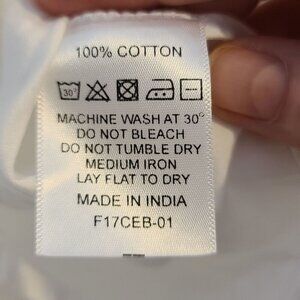 100% COTTON
30°
MACHINE WASH AT 30°
DO NOT BLEACH
DO NOT TUMBLE DRY
MEDIUM IRON
LAY FLAT TO DRY
MADE IN INDIA
F17CEB-01